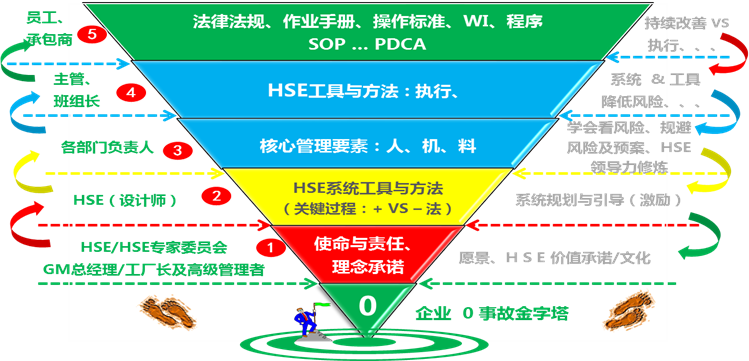 员工、
承包商
5
法律法规、作业手册、操作标准、WI、程序
SOP ... PDCA
持续改善 VS
执行、、、
主管、
班组长
4
HSE工具与方法：执行、
系统 & 工具
降低风险、、、
各部门负责人
3
核心管理要素：人、机、料
学会看风险、规避
风险及预案、HSE
领导力修炼
HSE（设计师）
2
HSE系统工具与方法
（关键过程：+ VS – 法）
系统规划与引导（激励）
HSE/HSE专家委员会
GM总经理/工厂长及高级管理者
1
使命与责任、
理念承诺
愿景、HSE价值承诺/文化
0
企业 0 事故金字塔